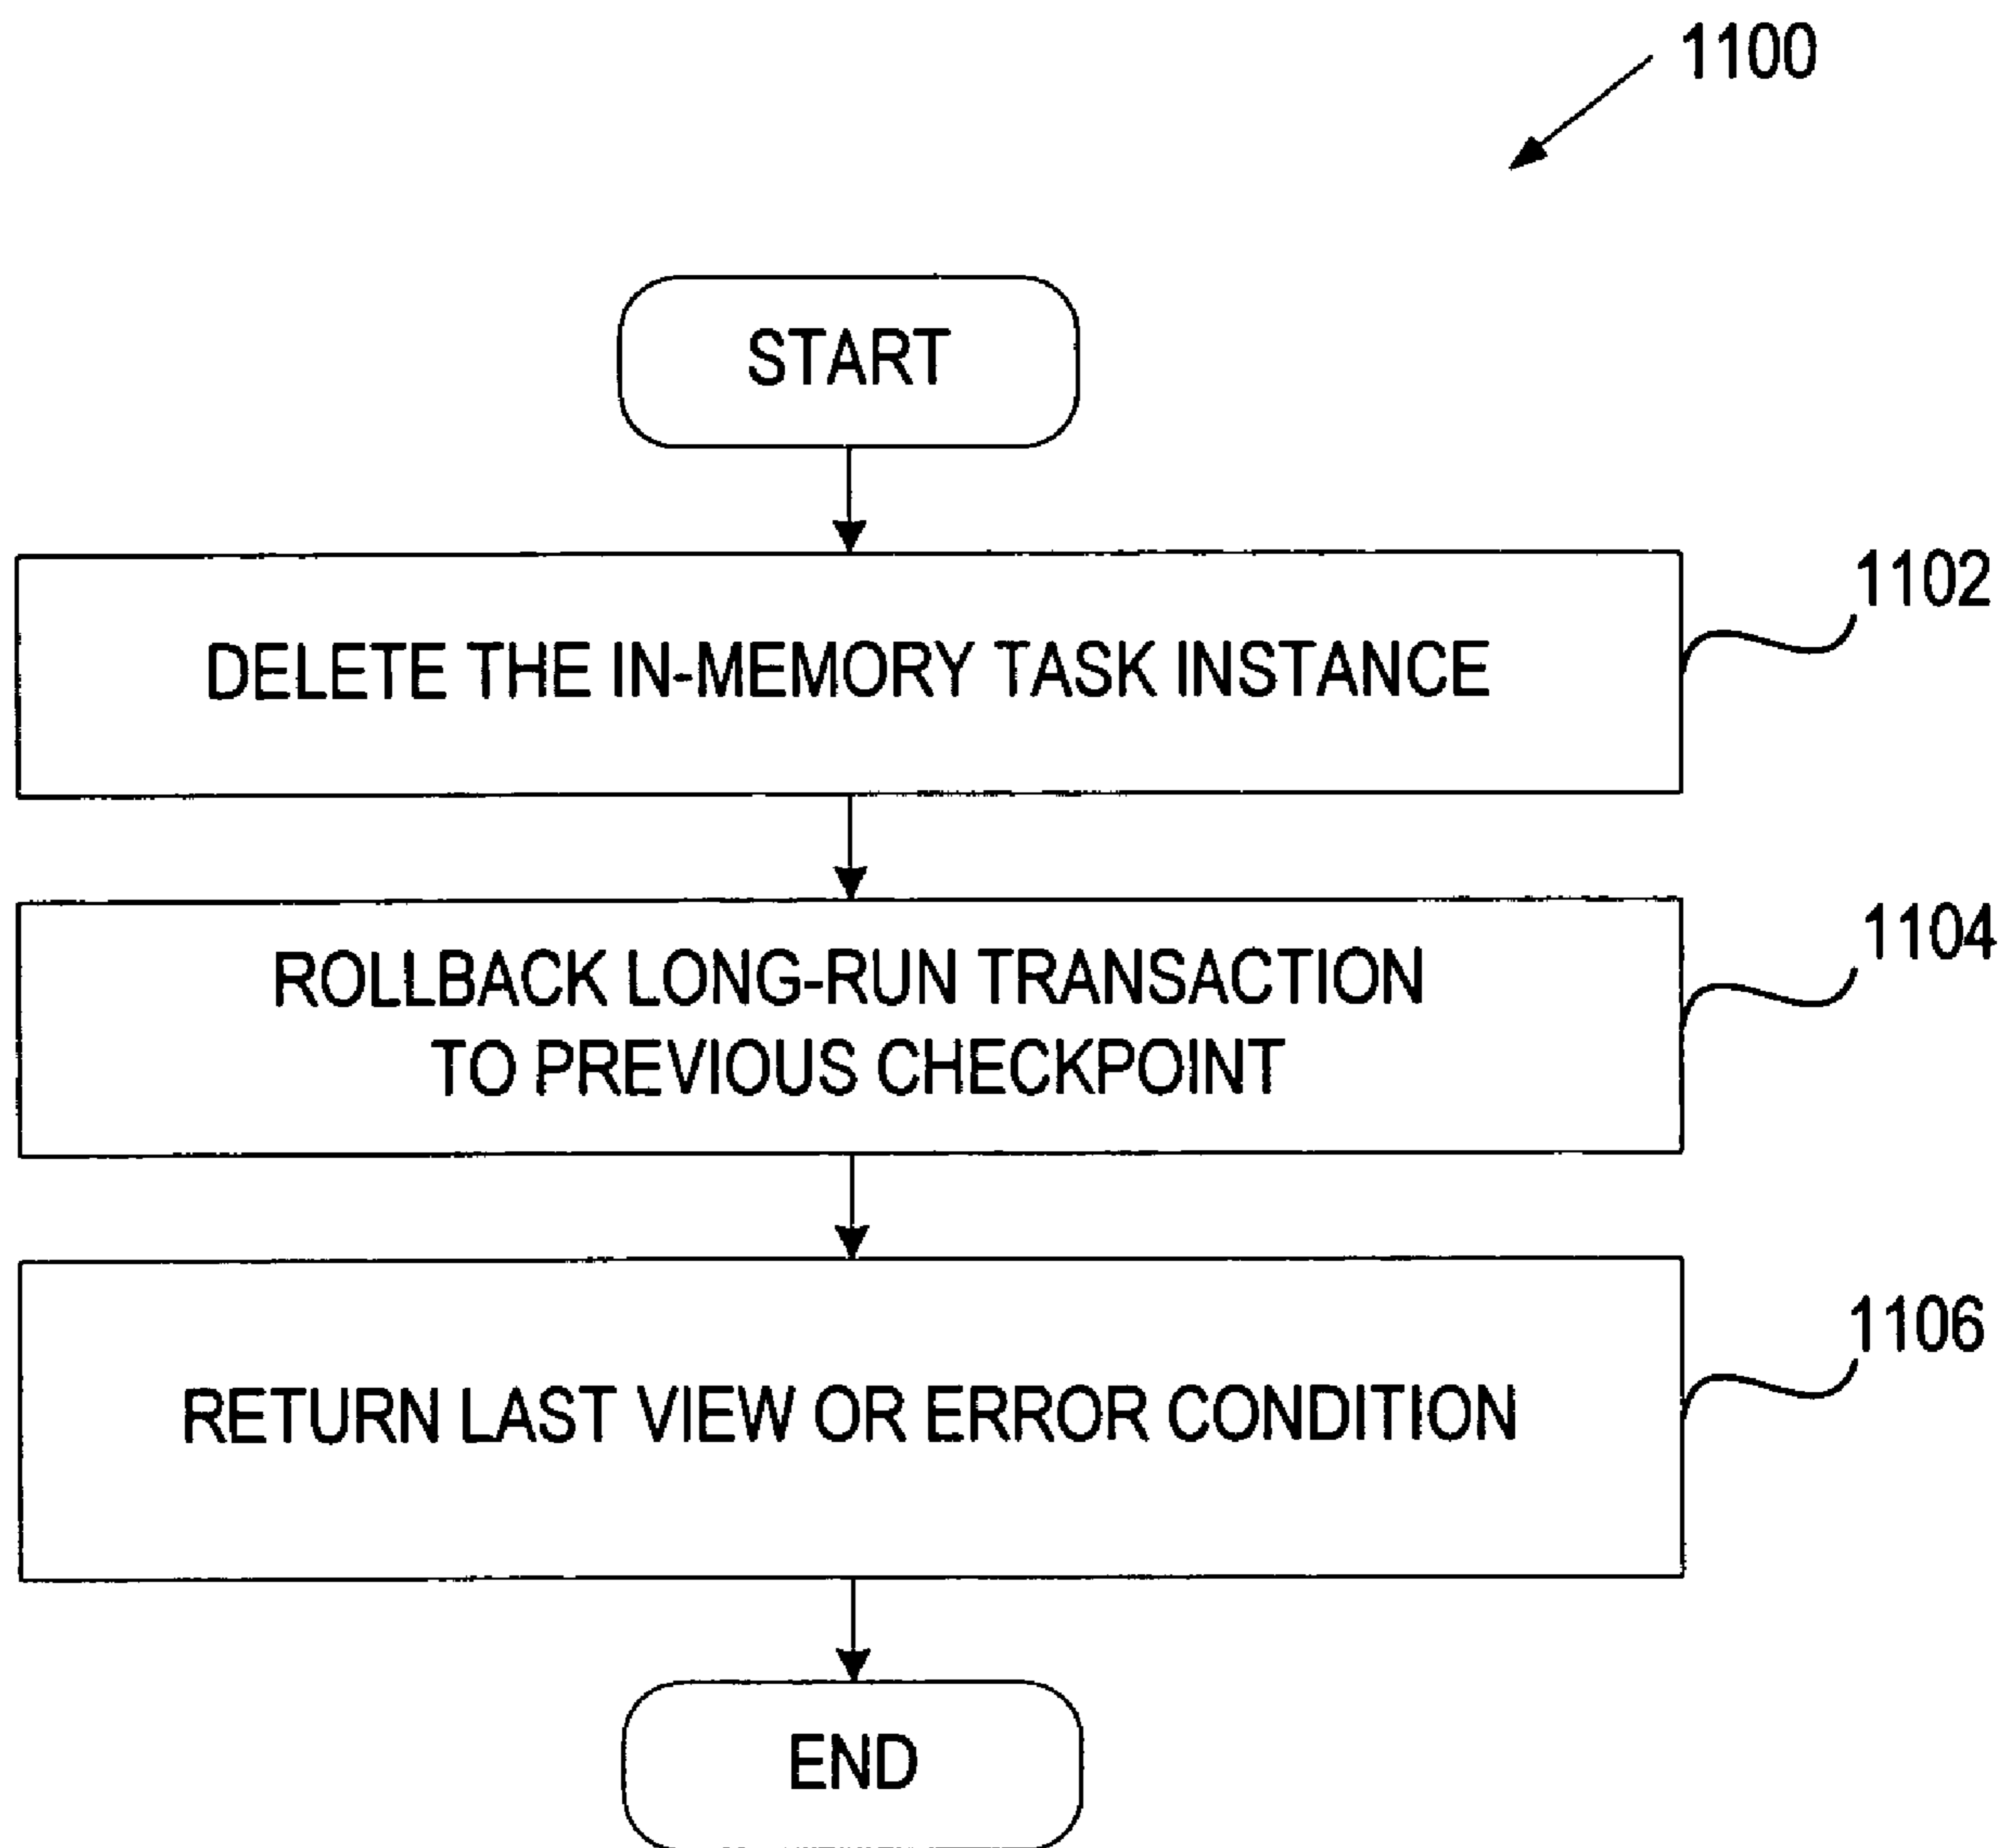 1100
START
DELETE THE IN-MEMORY TASK INSTANCE
1102
ROLLBACK LONG-RUN TRANSACTION
TO PREVIOUS CHECKPOINT
1104
RETURN LAST VIEW OR ERROR CONDITION
1106
END